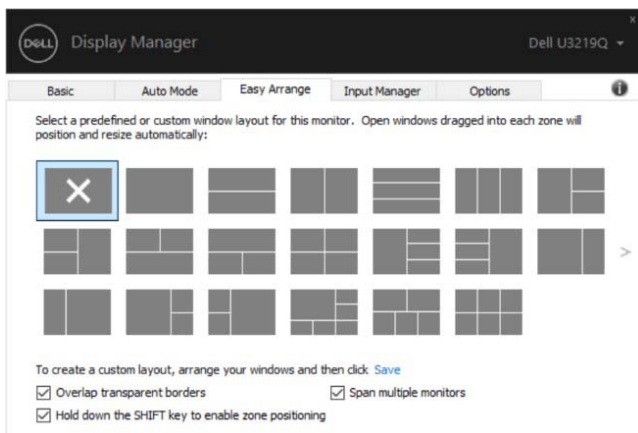 x
DELL Display Manager Dell U3219Q
Basic Auto Mode Easy Arrange Input Manager Options i
Select a predefined or custom window layout for this monitor. Open windows dragged into each zone will
position and resize automatically:
>
To create a custom layout, arrange your windows and then click Save
Overlap transparent borders Span multiple monitors
Hold down the SHIFT key to enable zone positioning